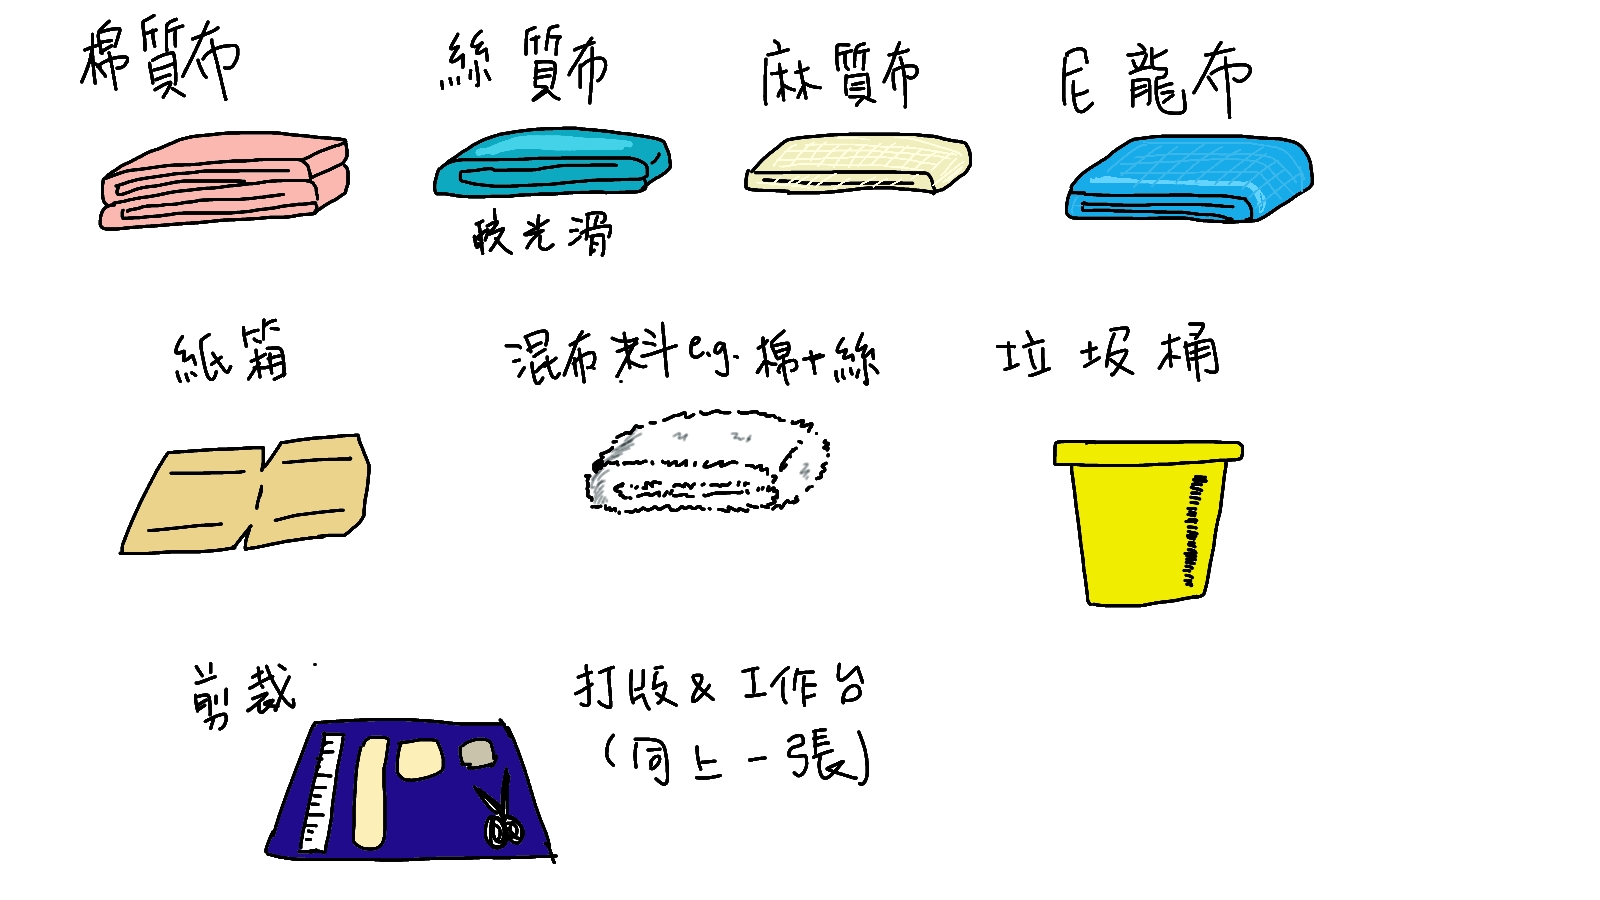 棉質布
絲質布
麻質布
尼龍布
較光滑
紙箱
混布料 e.g. 棉+絲
垃圾桶
剪裁
打版 & 工作台
(同上一張)